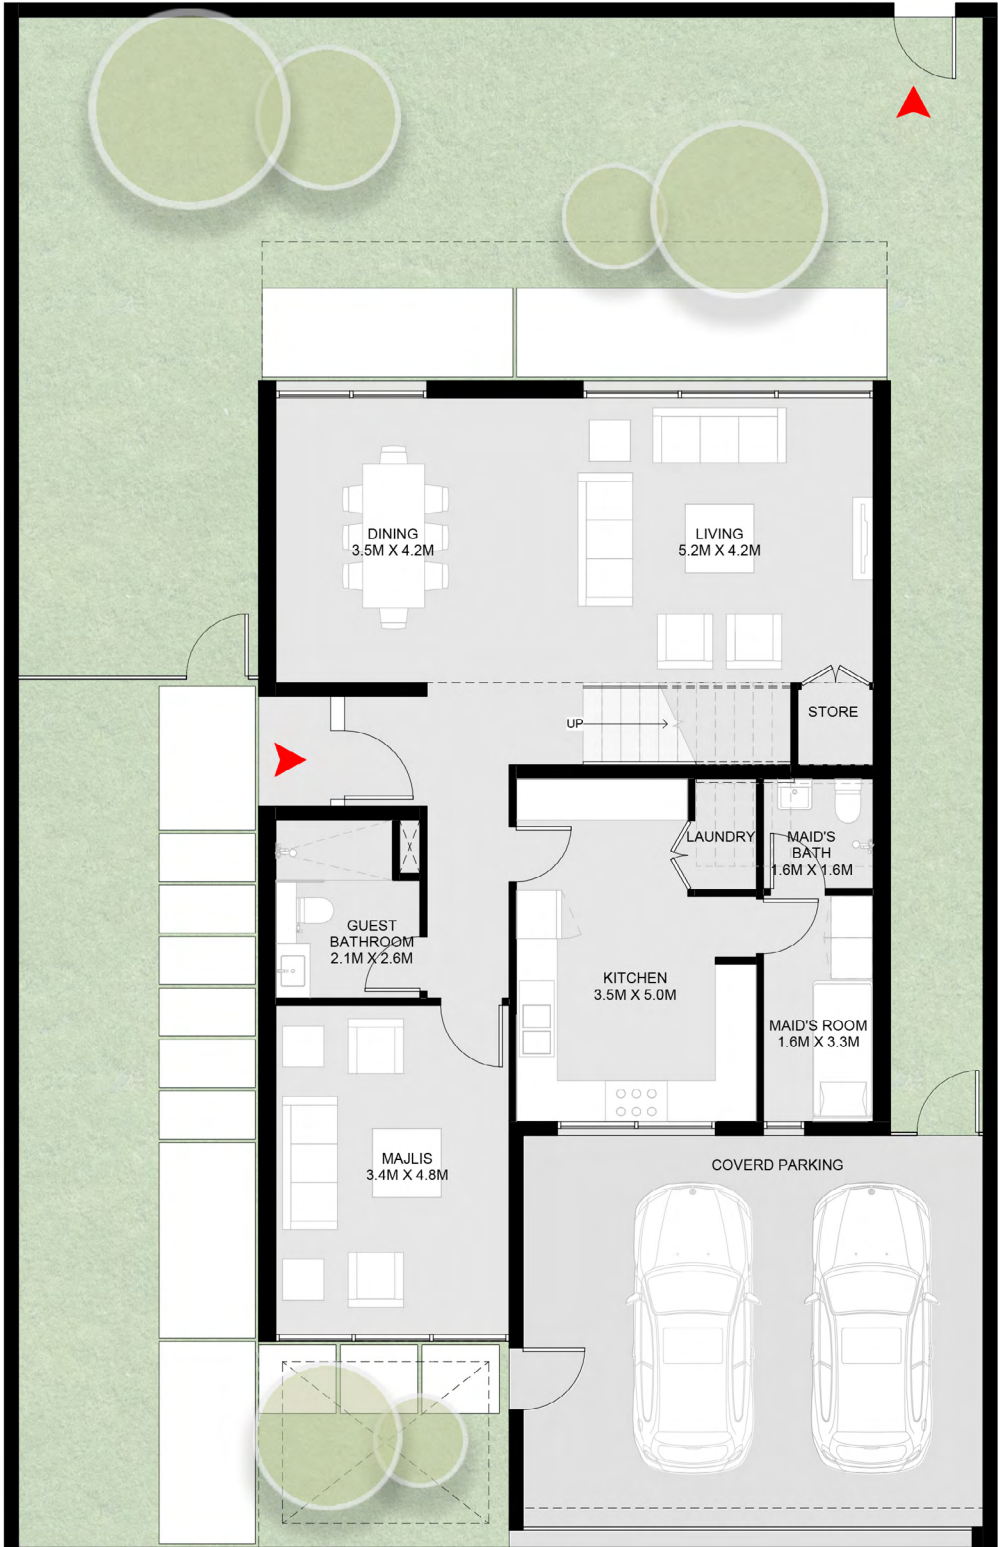 DINING
3.5M X 4.2M
LIVING
5.2M X 4.2M
STORE
UP
LAUNDRY
MAID'S
BATH
1.6M X 1.6M
GUEST
BATHROOM
2.1M X 2.6M
KITCHEN
3.5M X 5.0M
MAID'S ROOM
1.6M X 3.3M
MAJLIS
3.4M X 4.8M
COVERD PARKING